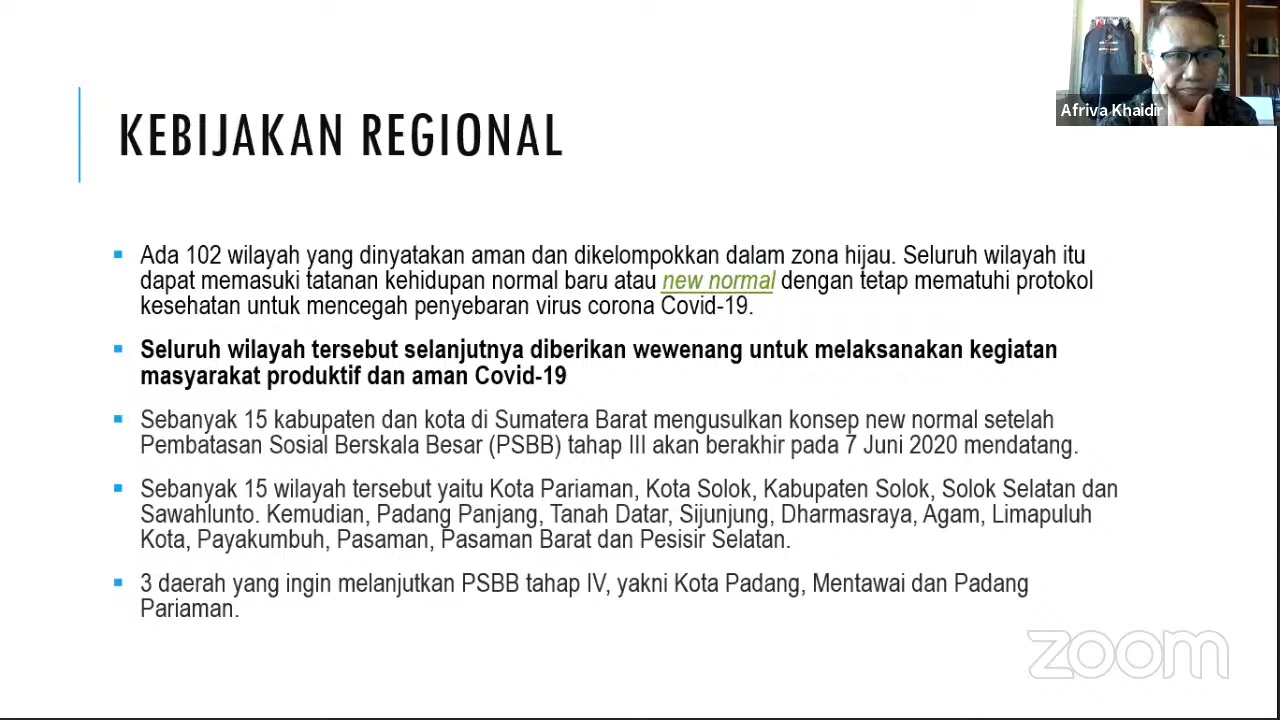 Afriva Khaidir
KEBIJAKAN REGIONAL
Ada 102 wilayah yang dinyatakan aman dan dikelompokkan dalam zona hijau. Seluruh wilayah itu
dapat memasuki tatanan kehidupan normal baru atau new normal dengan tetap mematuhi protokol
kesehatan untuk mencegah penyebaran virus corona Covid-19.
Seluruh wilayah tersebut selanjutnya diberikan wewenang untuk melaksanakan kegiatan
masyarakat produktif dan aman Covid-19
Sebanyak 15 kabupaten dan kota di Sumatera Barat mengusulkan konsep new normal setelah
Pembatasan Sosial Berskala Besar (PSBB) tahap III akan berakhir pada 7 Juni 2020 mendatang.
Sebanyak 15 wilayah tersebut yaitu Kota Pariaman, Kota Solok, Kabupaten Solok, Solok Selatan dan
Sawahlunto. Kemudian, Padang Panjang, Tanah Datar, Sijunjung, Dharmasraya, Agam, Limapuluh
Kota, Payakumbuh, Pasaman, Pasaman Barat dan Pesisir Selatan.
3 daerah yang ingin melanjutkan PSBB tahap IV, yakni Kota Padang, Mentawai dan Padang
Pariaman.
zoom